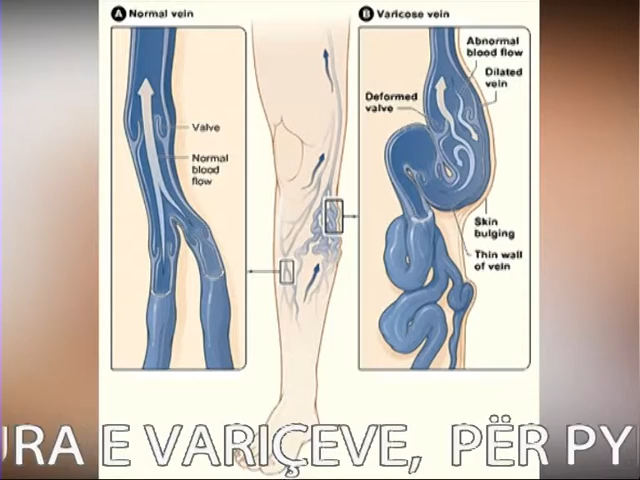 A Normal vein
Valve
Normal
blood
flow
B Varicose vein
Abnormal
blood flow
Dilated
vein
Deformed
valve
Skin
bulging
Thin wall
of vein
URA E VARIÇEVE, PËR PY